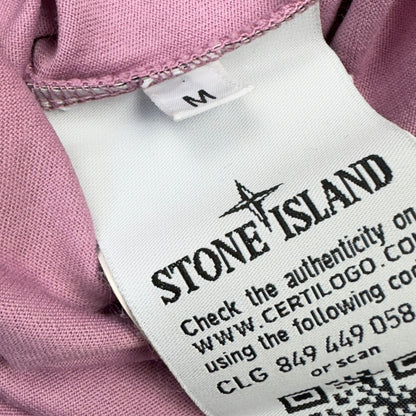 M
STONE ISLAND
Check the authenticity on
WWW.CERTILOGO.COM
using the following code
CLG 849 449 058
or scan